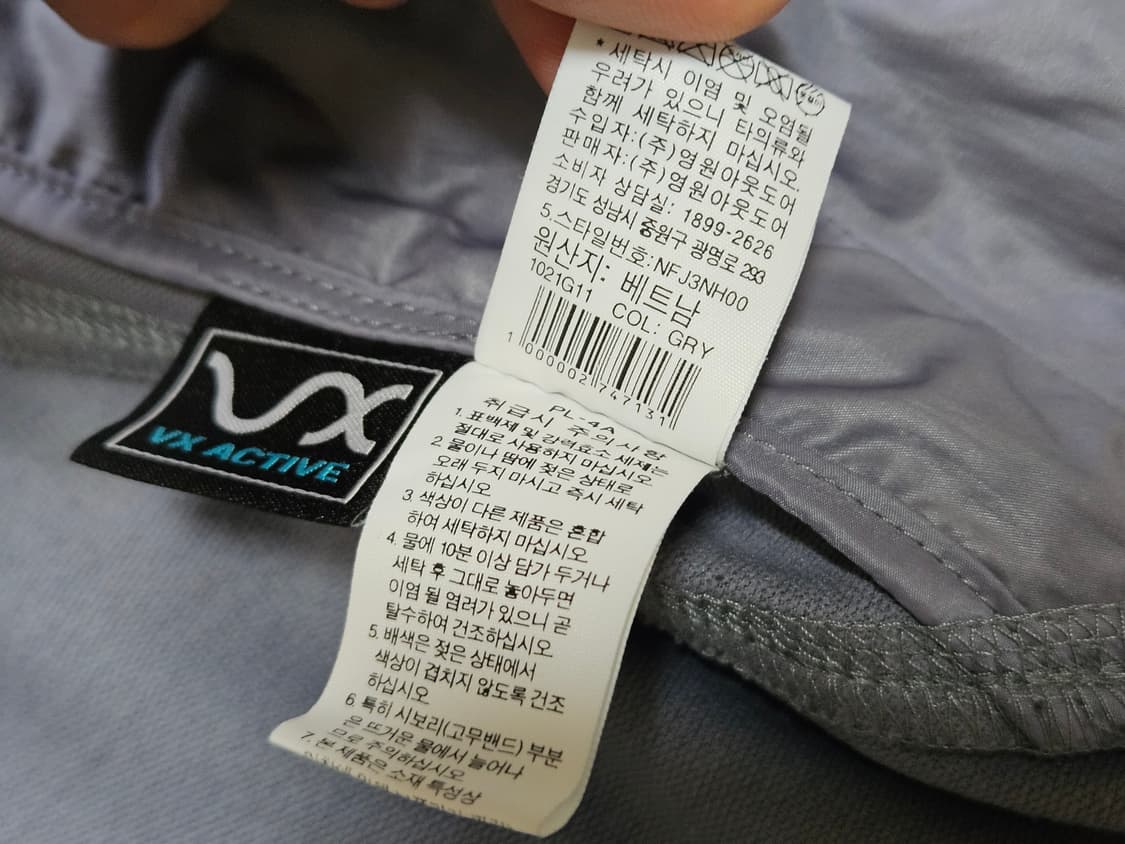 * 세탁시 이염 및 오염될
우려가 있으니 타의류와
함께 세탁하지 마십시오.
수입자:(주)영원아웃도어
판매자:(주)영원아웃도어
소비자 상담실: 1899-2626
경기도 성남시 중원구 광명로 293
5.스타일번호:NFJ3NH00
원산지: 베트남
1021G11 COL: GRY
1 000002 747131
VX
VX ACTIVE
PL-4A
취급시 주의사항
1. 표백제 및 강력효소 세제는
절대로 사용하지 마십시오
2 물이나 땀에 젖은 상태로
오래 두지 마시고 즉시 세탁
하십시오
3 색상이 다른 제품은 혼합
하여 세탁하지 마십시오
4. 물에 10분 이상 담가 두거나
세탁 후 그대로 놓아두면
이염 될 염려가 있으니 곧
탈수하여 건조하십시오
5. 배색은 젖은 상태에서
색상이 겹치지 않도록 건조
하십시오
6. 특히 시보리(고무밴드) 부분
은 뜨거운 물에서 늘어나
므로 주의하십시오
7. 본 제품은 소재 특성상